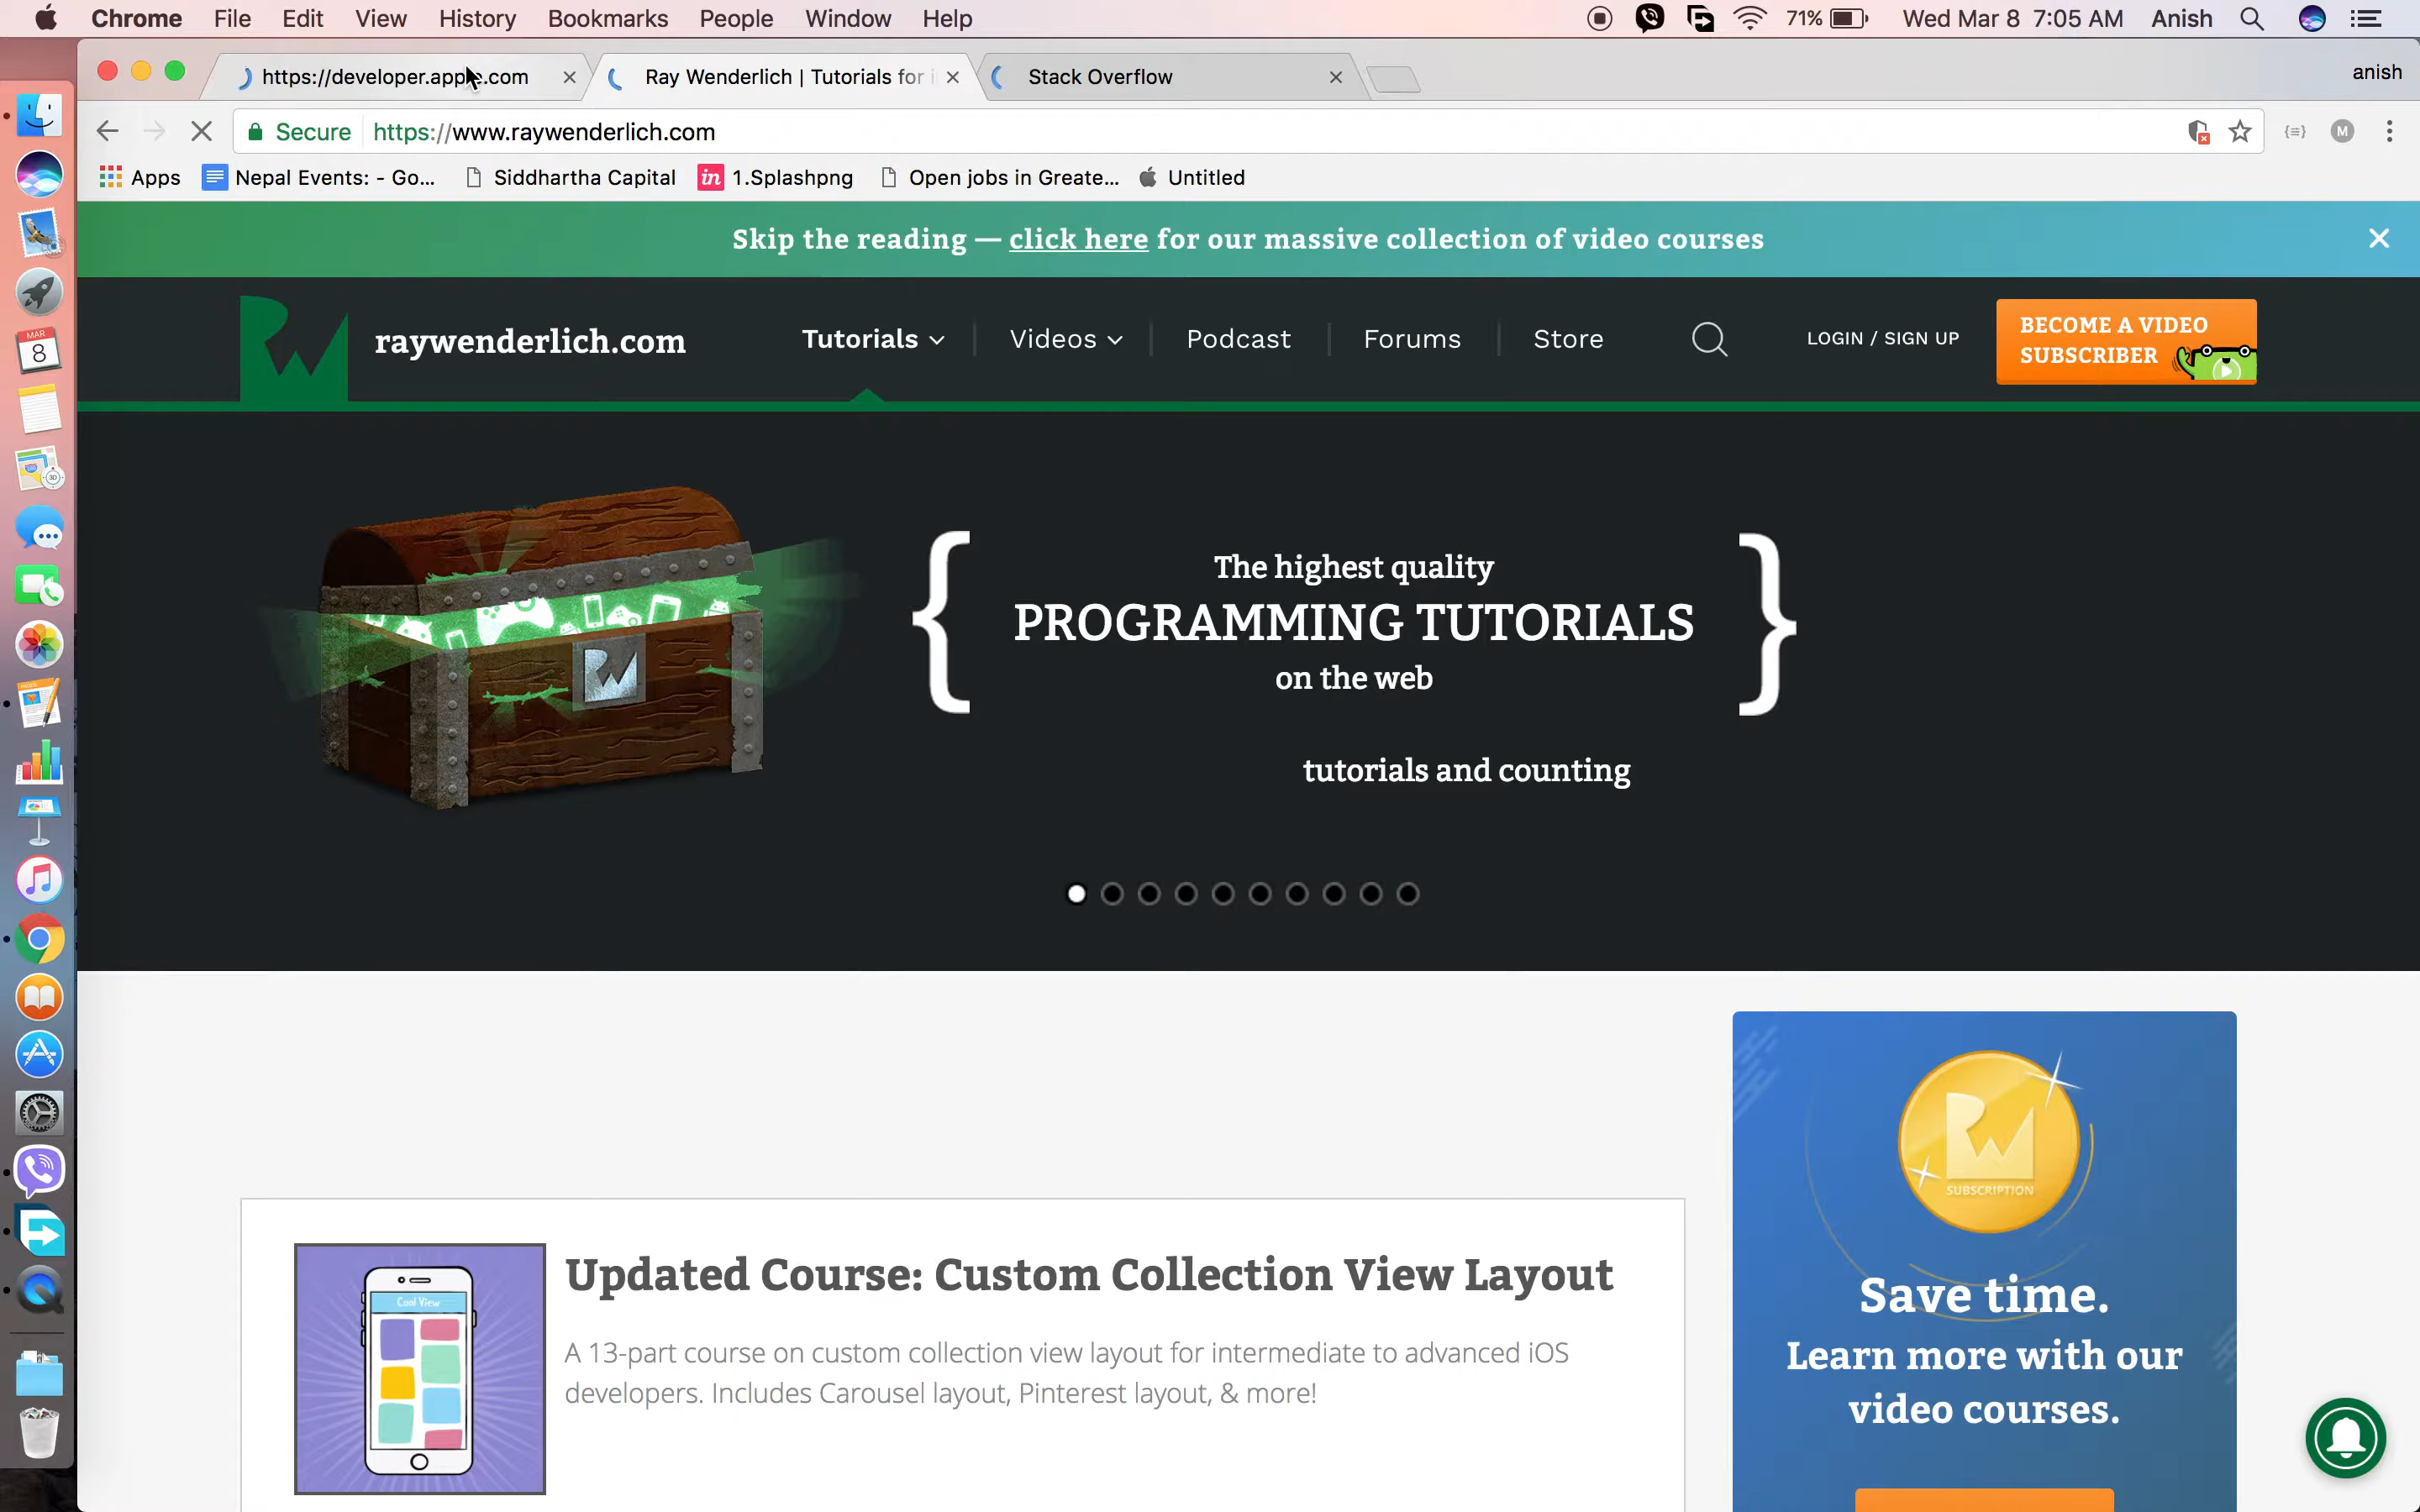 Chrome File Edit View History Bookmarks People Window Help 71% Wed Mar 8 7:05 AM Anish
https://developer.apple.com Ray Wenderlich | Tutorials for Stack Overflow anish
Secure https://www.raywenderlich.com
Apps Nepal Events: - Go... Siddhartha Capital in 1.Splashpng Open jobs in Greate... Untitled
Skip the reading — click here for our massive collection of video courses
raywenderlich.com Tutorials Videos Podcast Forums Store LOGIN / SIGN UP BECOME A VIDEO
SUBSCRIBER
The highest quality
{ PROGRAMMING TUTORIALS }
on the web
tutorials and counting
MAR
8
SUBSCRIPTION
Updated Course: Custom Collection View Layout
Cool View
A 13-part course on custom collection view layout for intermediate to advanced iOS
developers. Includes Carousel layout, Pinterest layout, & more!
Save time.
Learn more with our
video courses.